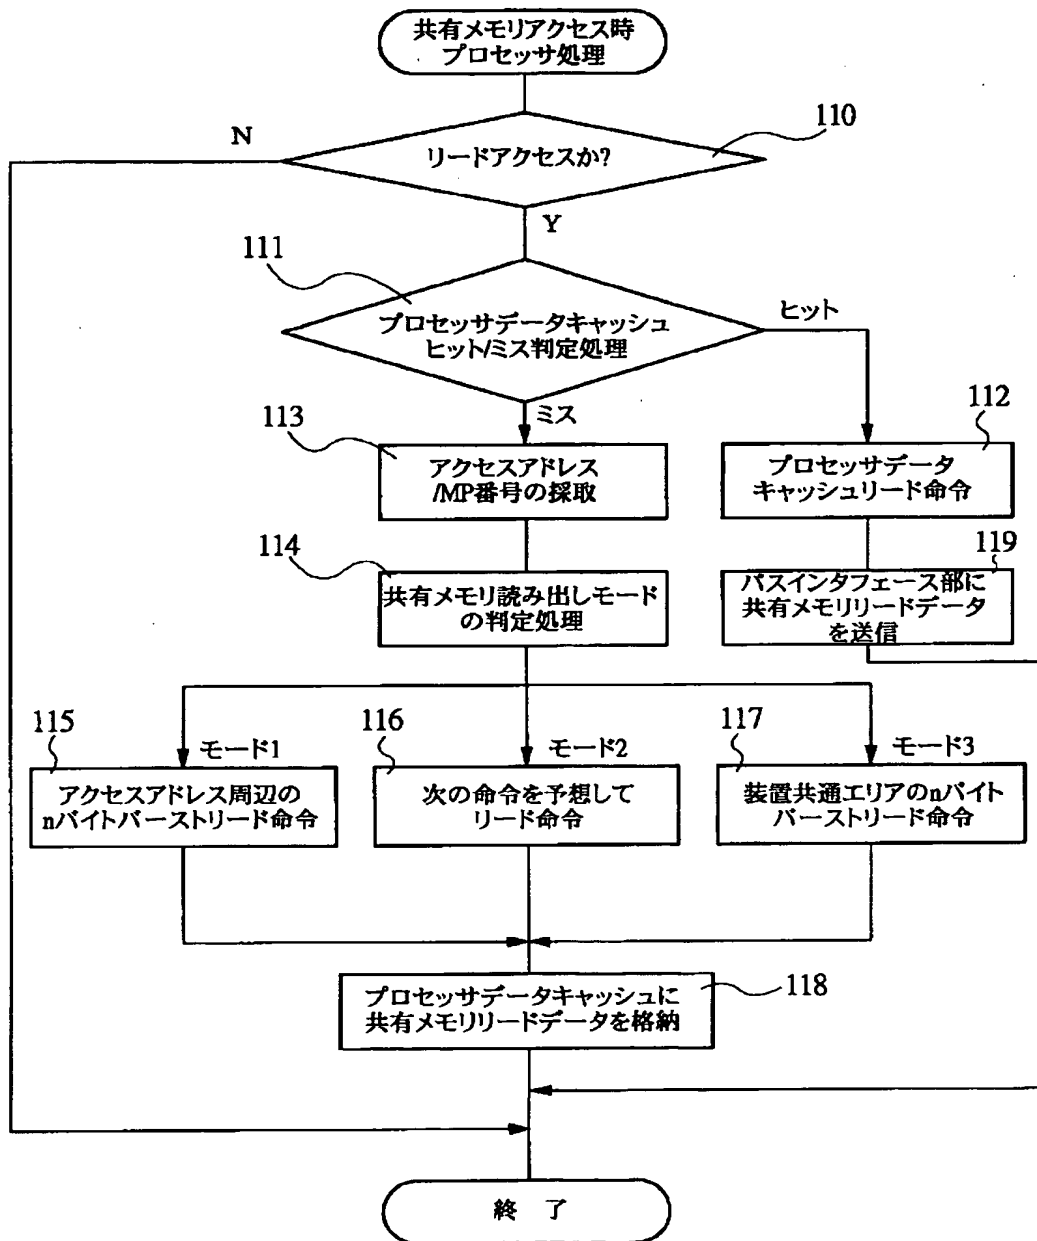 共有メモリアクセス時
プロセッサ処理
110
N
リードアクセスか?
Y
111
ヒット
プロセッサデータキャッシュ
ヒット/ミス判定処理
ミス
113
112
アクセスアドレス
/MP番号の採取
プロセッサデータ
キャッシュリード命令
114
119
共有メモリ読み出しモード
の判定処理
パスインタフェース部に
共有メモリリードデータ
を送信
115
モード1
116
モード2
117
モード3
アクセスアドレス周辺の
nバイトバーストリード命令
次の命令を予想して
リード命令
装置共通エリアのnバイト
バーストリード命令
プロセッサデータキャッシュに
共有メモリリードデータを格納
118
終 了